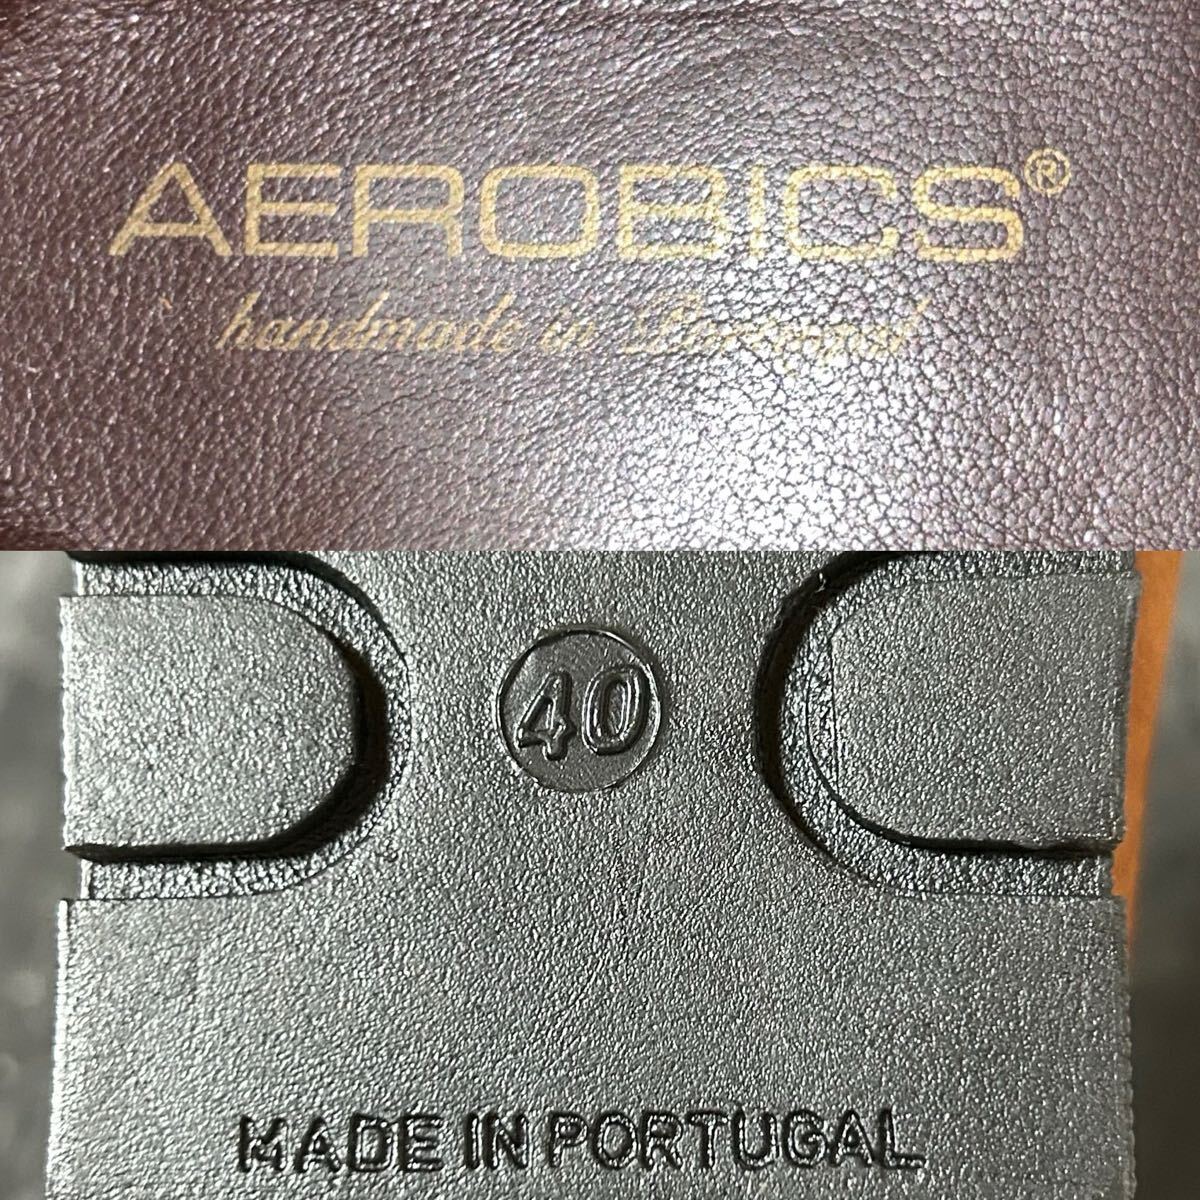 AEROBICS®
handmade in Portugal
40
MADE IN PORTUGAL